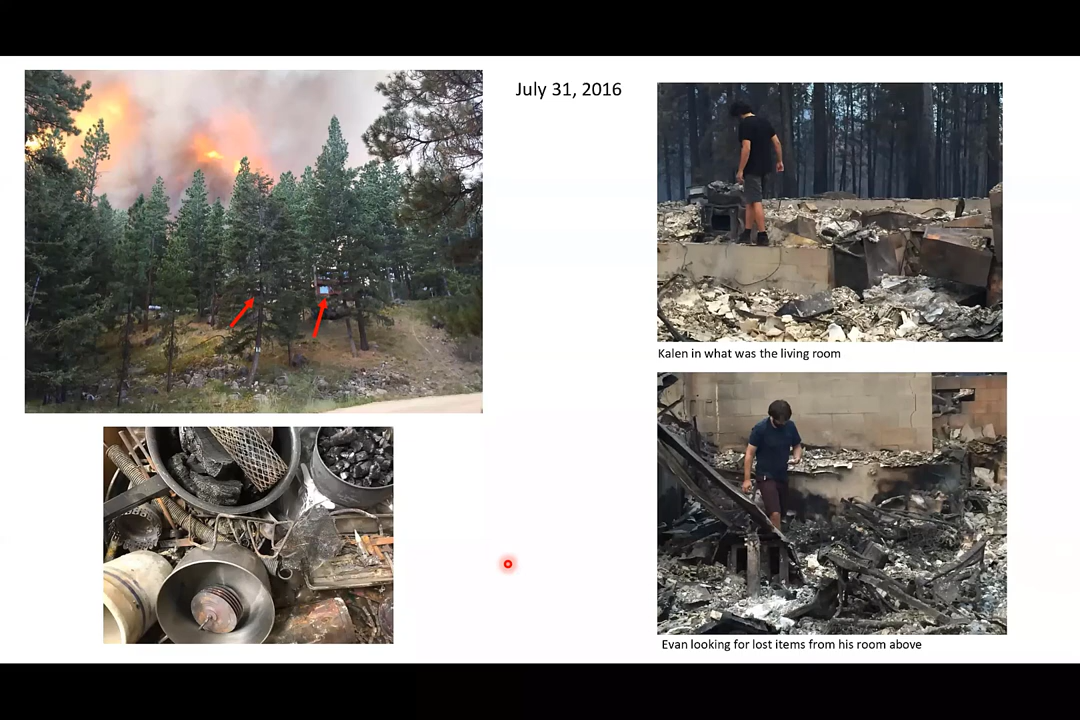 July 31, 2016
Kalen in what was the living room
Evan looking for lost items from his room above